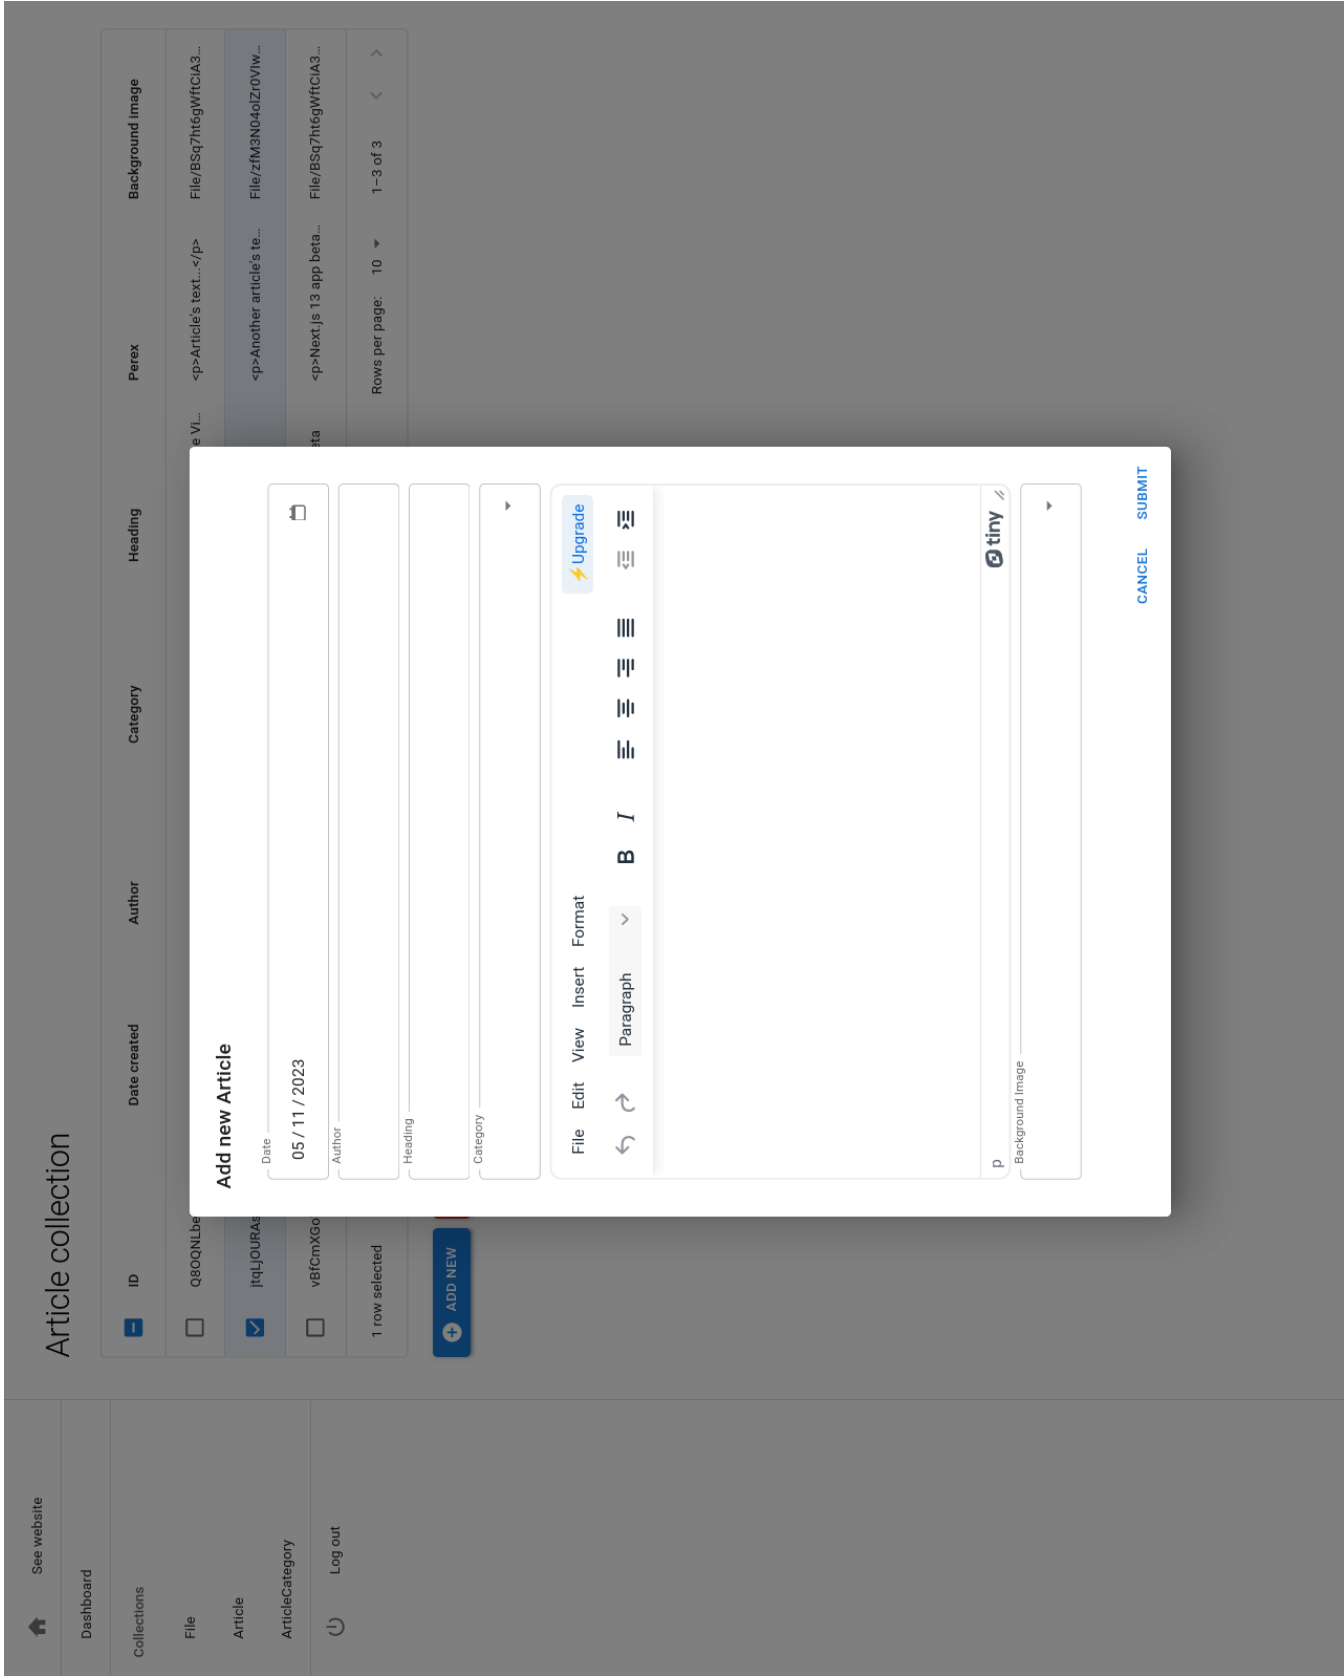 See website
Dashboard
Collections
File
Article
ArticleCategory
Log out
Article collection
ID Date created Author Category Heading Perex Background image
Q8OQNLbe e Vi... <p>Article's text...</p> File/BSq7ht6gWftCiA3...
jtqLjOURAs <p>Another article's te... File/zfM3N04olZr0VIw...
vBfCmXGo eta <p>Next.js 13 app beta... File/BSq7ht6gWftCiA3...
1 row selected Rows per page: 10 1–3 of 3
ADD NEW
Add new Article
Date
05 / 11 / 2023
Author
Heading
Category
File Edit View Insert Format ⚡Upgrade
Paragraph B I
p tiny
Background Image
CANCEL SUBMIT